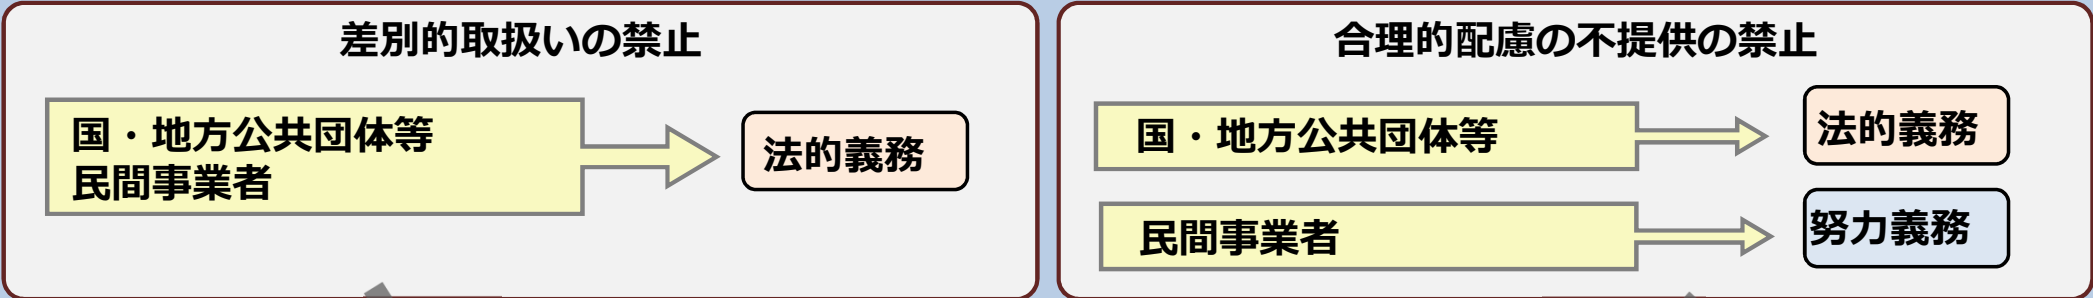 差別的取扱いの禁止
国・地方公共団体等
民間事業者
法的義務
合理的配慮の不提供の禁止
国・地方公共団体等
法的義務
民間事業者
努力義務